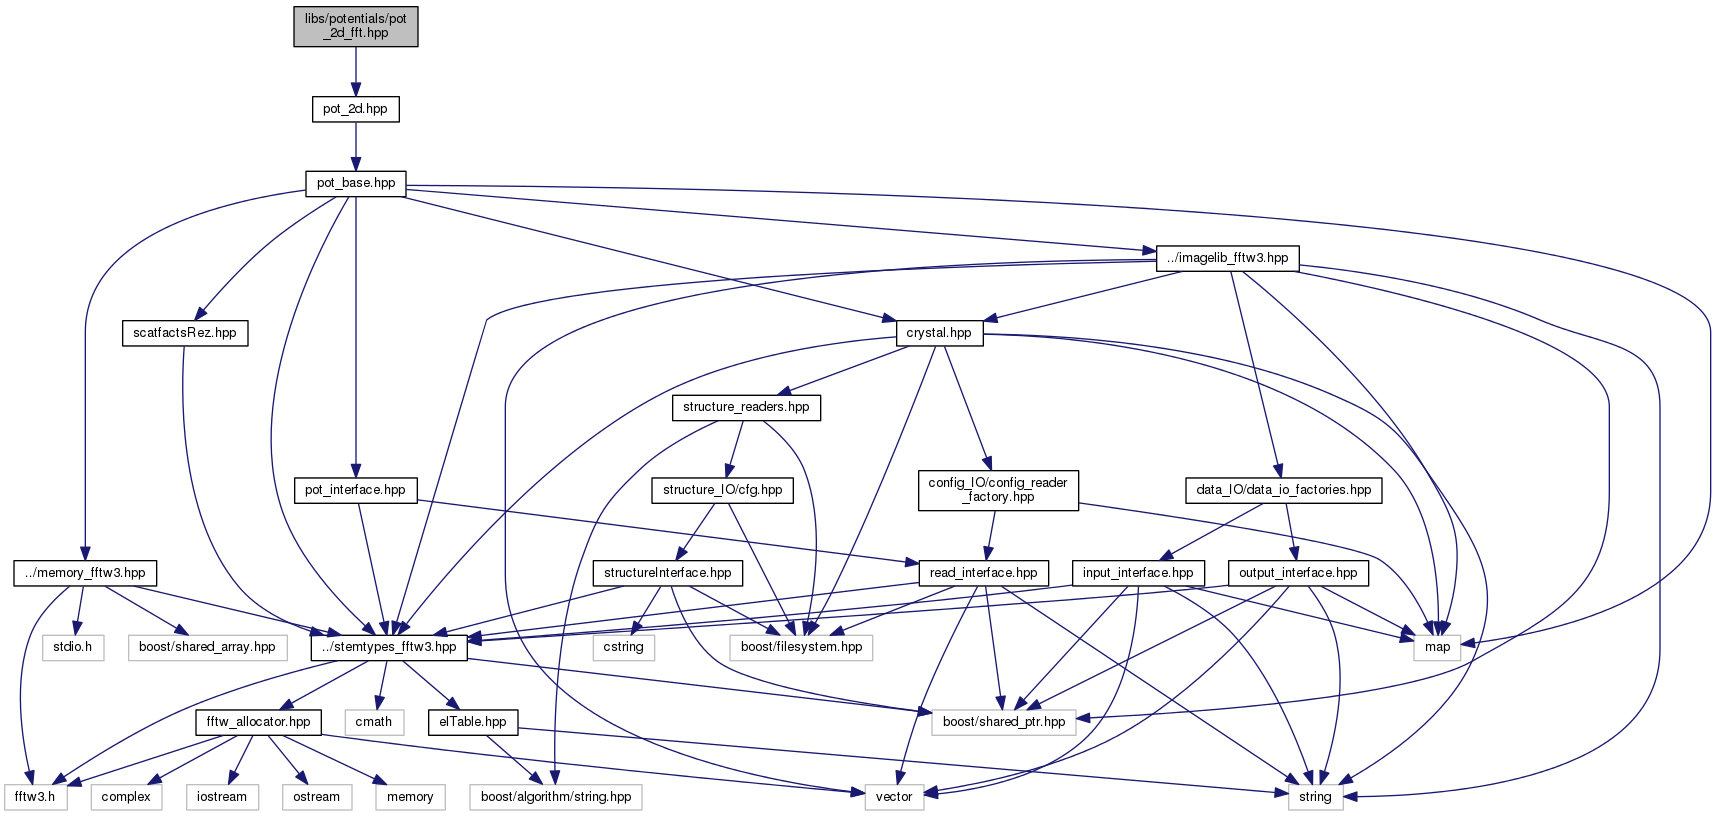 libs/potentials/pot
_2d_fft.hpp
pot_2d.hpp
pot_base.hpp
../imagelib_fftw3.hpp
scatfactsRez.hpp
crystal.hpp
structure_readers.hpp
pot_interface.hpp
structure_IO/cfg.hpp
config_IO/config_reader
_factory.hpp
data_IO/data_io_factories.hpp
../memory_fftw3.hpp
structureInterface.hpp
read_interface.hpp
input_interface.hpp
output_interface.hpp
stdio.h
boost/shared_array.hpp
../stemtypes_fftw3.hpp
cstring
boost/filesystem.hpp
map
fftw_allocator.hpp
cmath
elTable.hpp
boost/shared_ptr.hpp
fftw3.h
complex
iostream
ostream
memory
boost/algorithm/string.hpp
vector
string